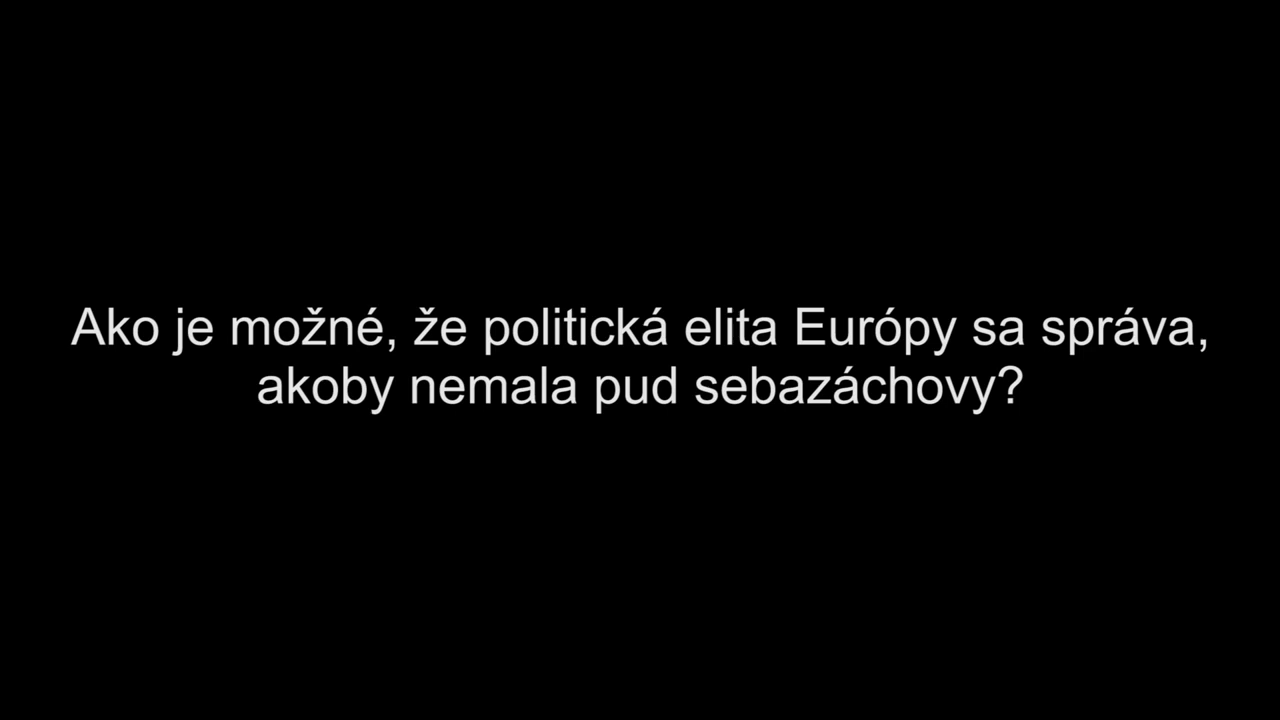 Ako je možné, že politická elita Európy sa správa,
akoby nemala pud sebazáchovy?